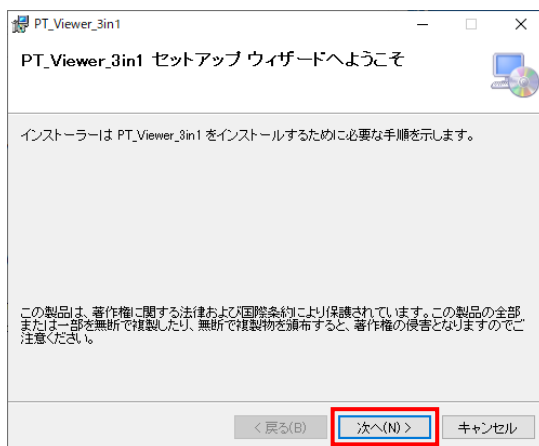 PT_Viewer_3in1
PT_Viewer_3in1 セットアップ ウィザードへようこそ
インストーラーは PT_Viewer_3in1 をインストールするために必要な手順を示します。
この製品は、著作権に関する法律および国際条約により保護されています。この製品の全部
または一部を無断で複製したり、無断で複製物を頒布すると、著作権の侵害となりますのでご
注意ください。
< 戻る(B)
次へ(N) >
キャンセル